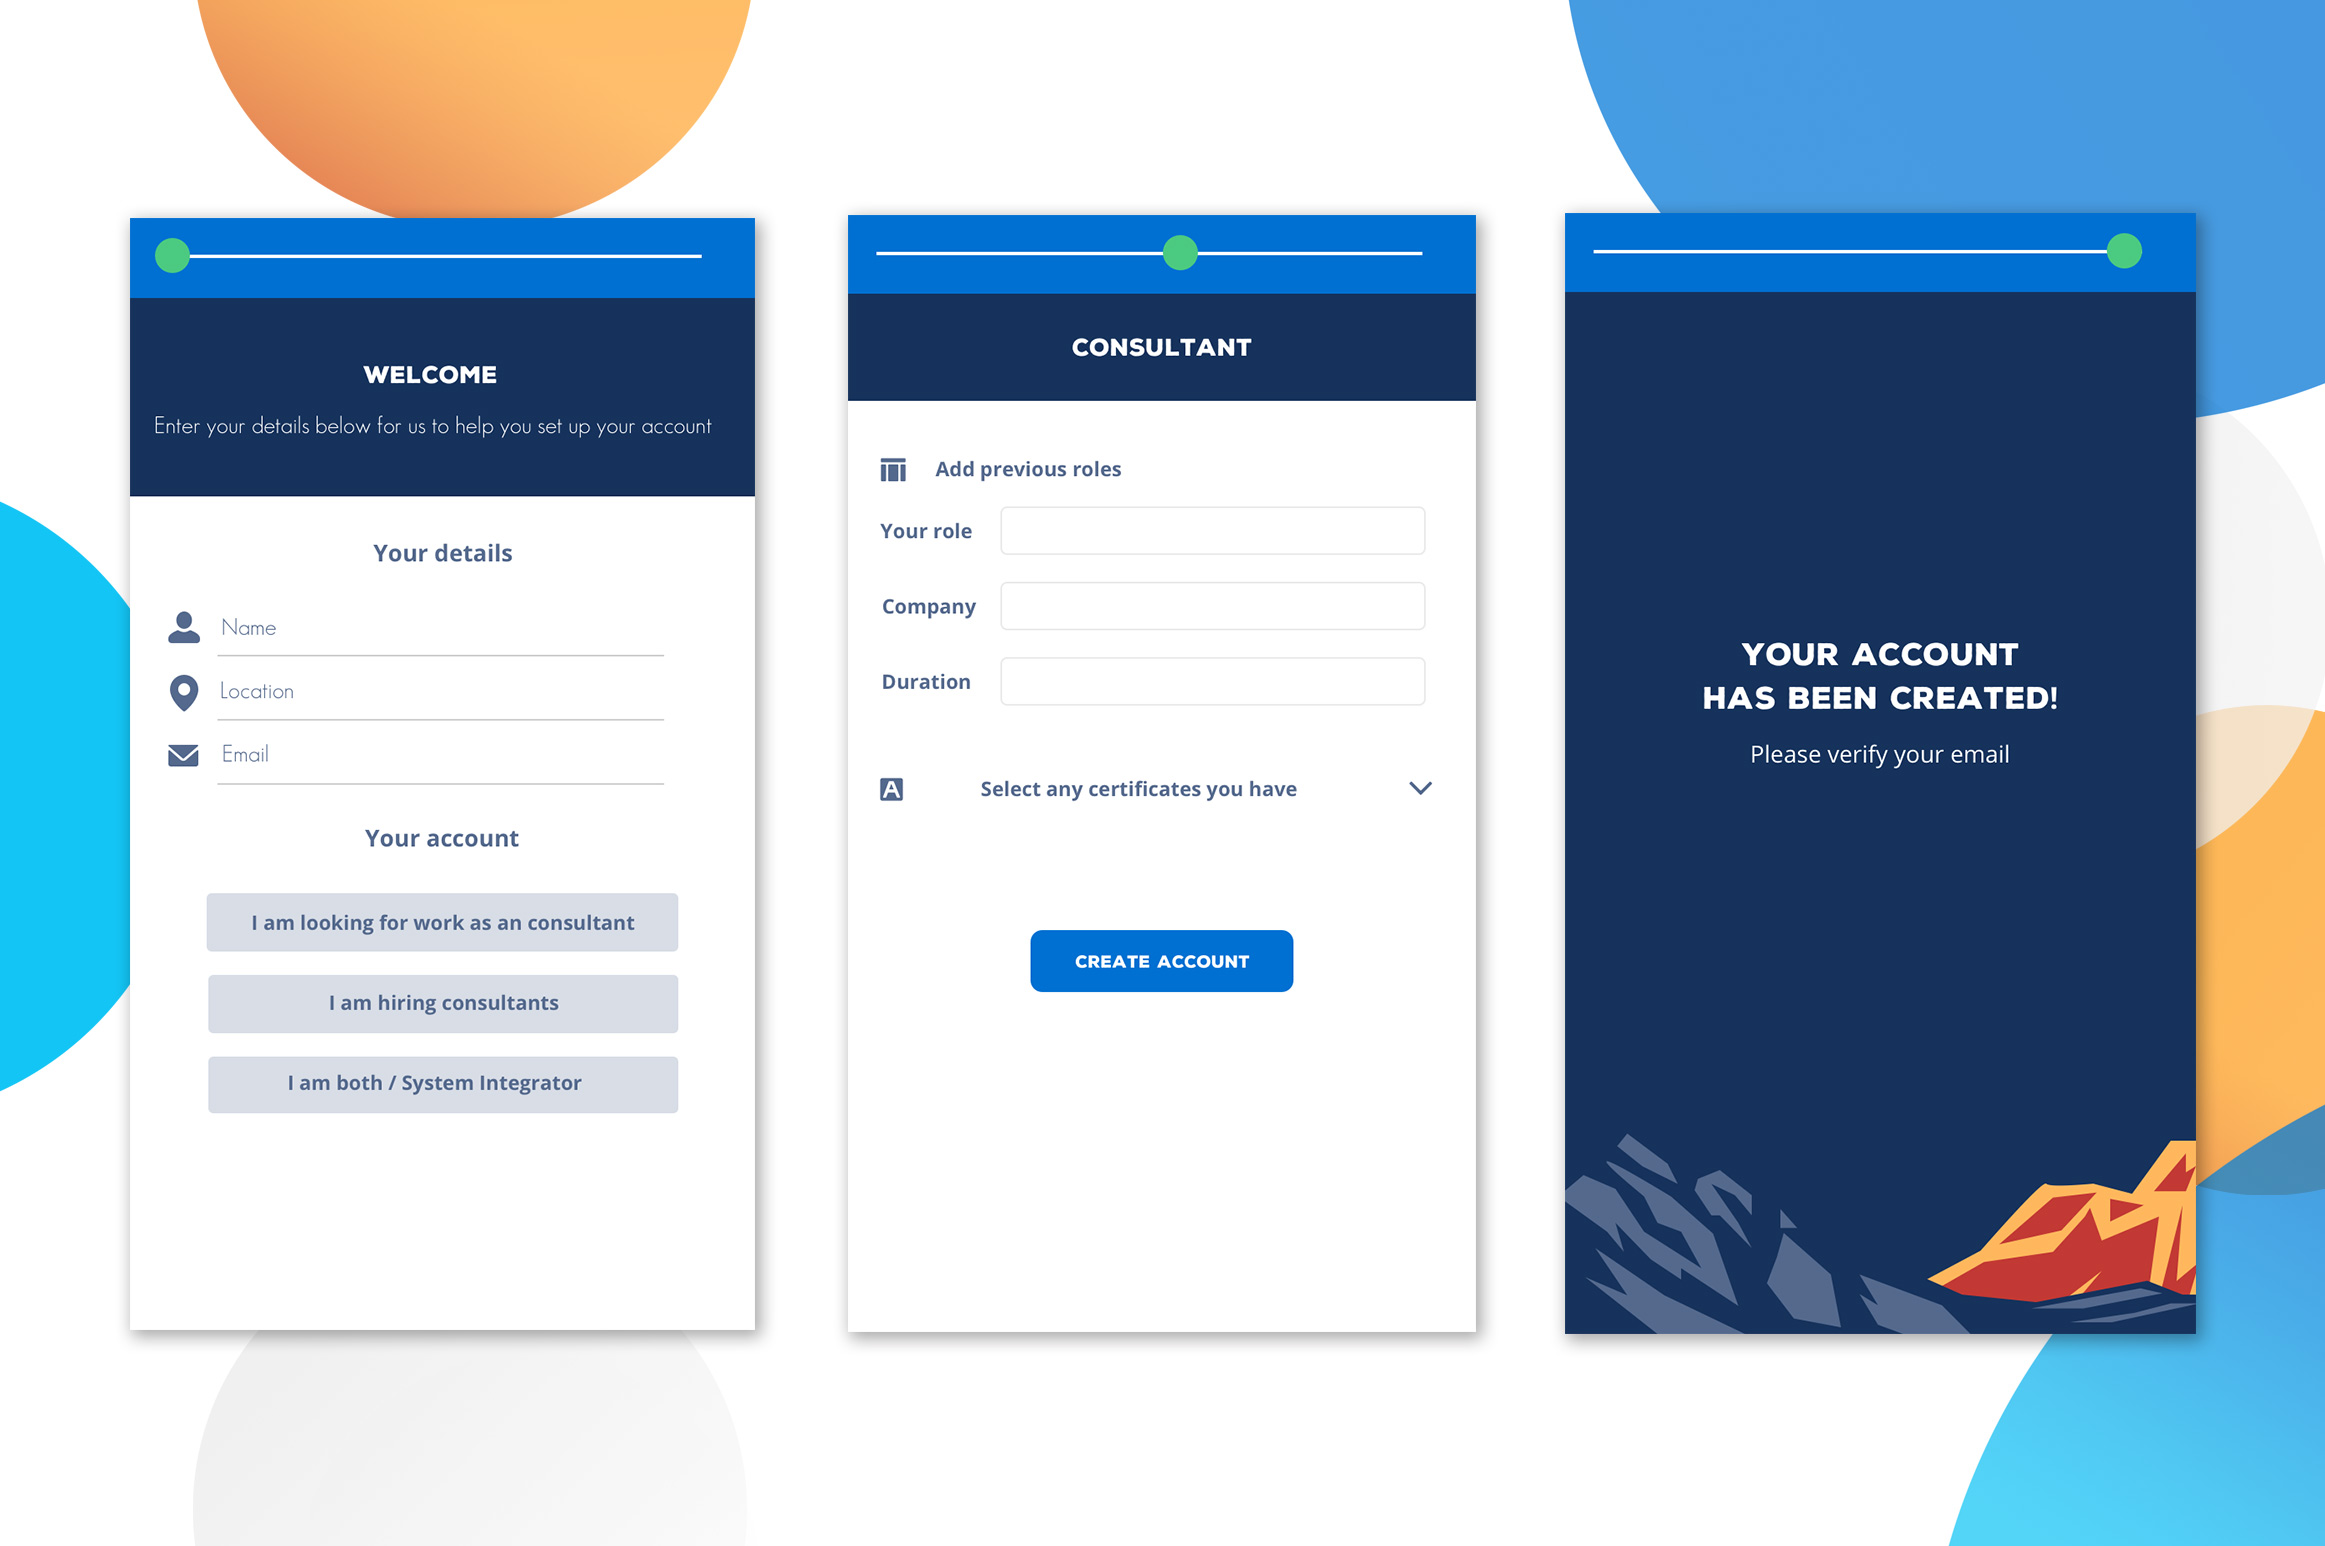 WELCOME
Enter your details below for us to help you set up your account
Your details
Name
Location
Email
Your account
I am looking for work as an consultant
I am hiring consultants
I am both / System Integrator
CONSULTANT
Add previous roles
Your role
Company
Duration
A
Select any certificates you have
CREATE ACCOUNT
YOUR ACCOUNT
HAS BEEN CREATED!
Please verify your email